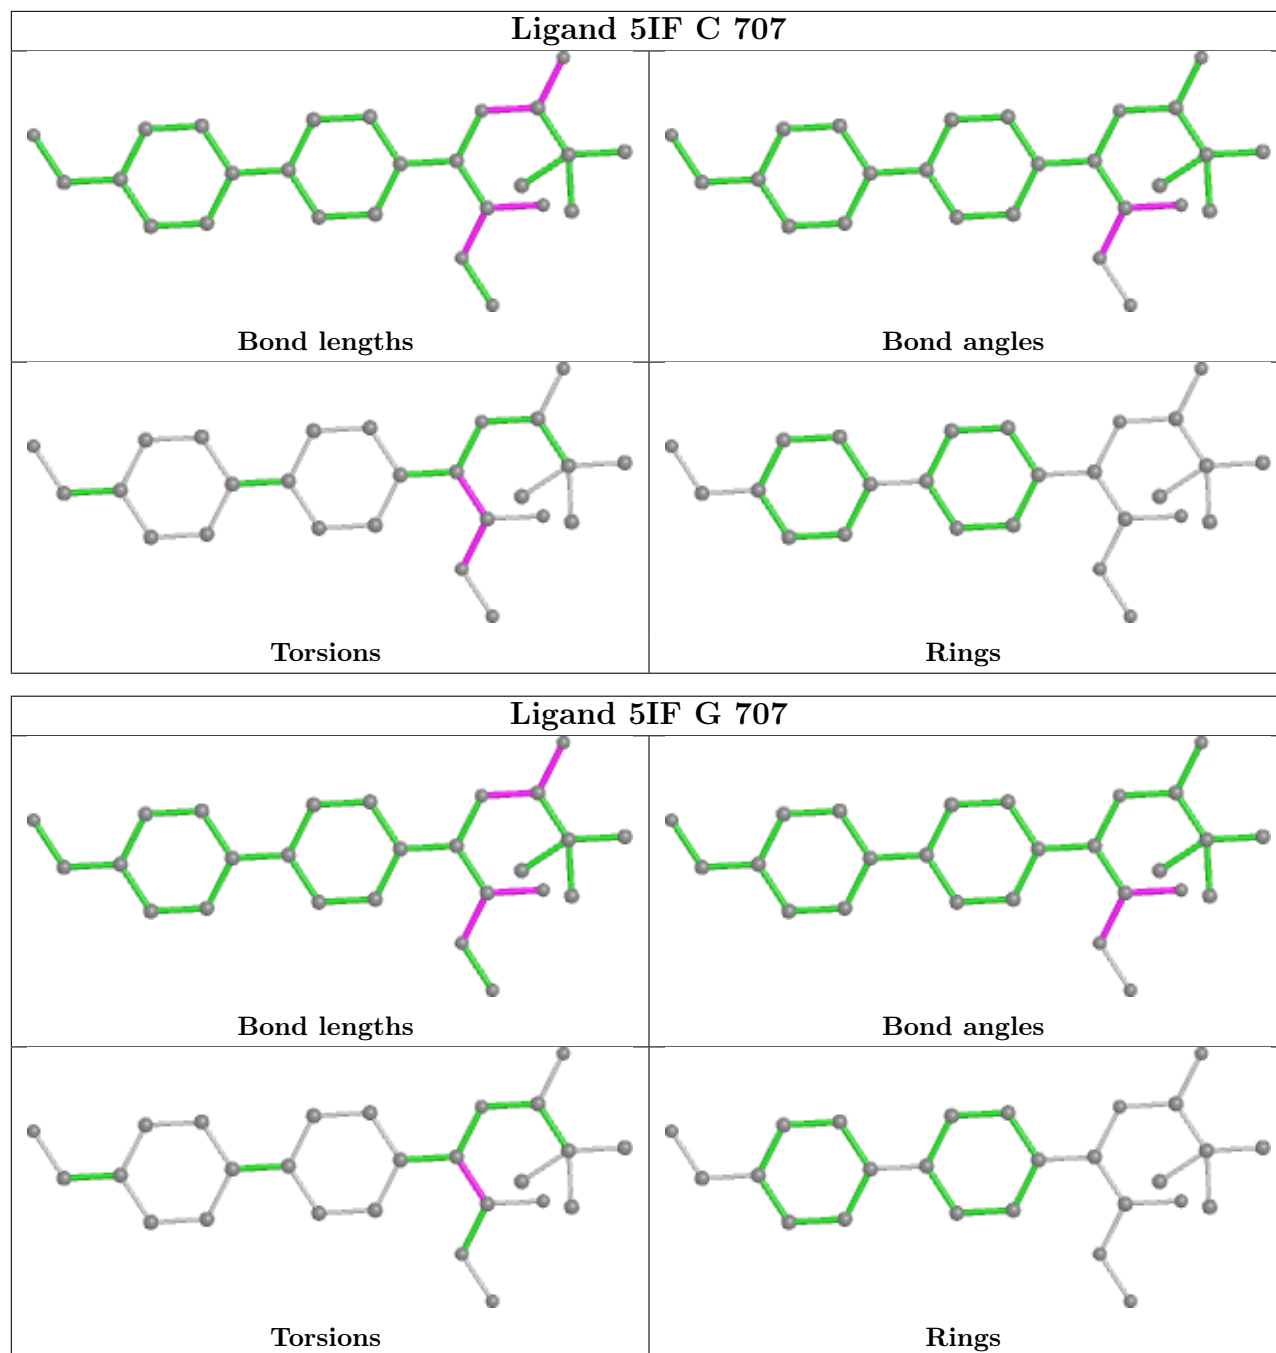 Ligand 5IF C 707
Bond lengths
Bond angles
Torsions
Rings
Ligand 5IF G 707
Bond lengths
Bond angles
Torsions
Rings